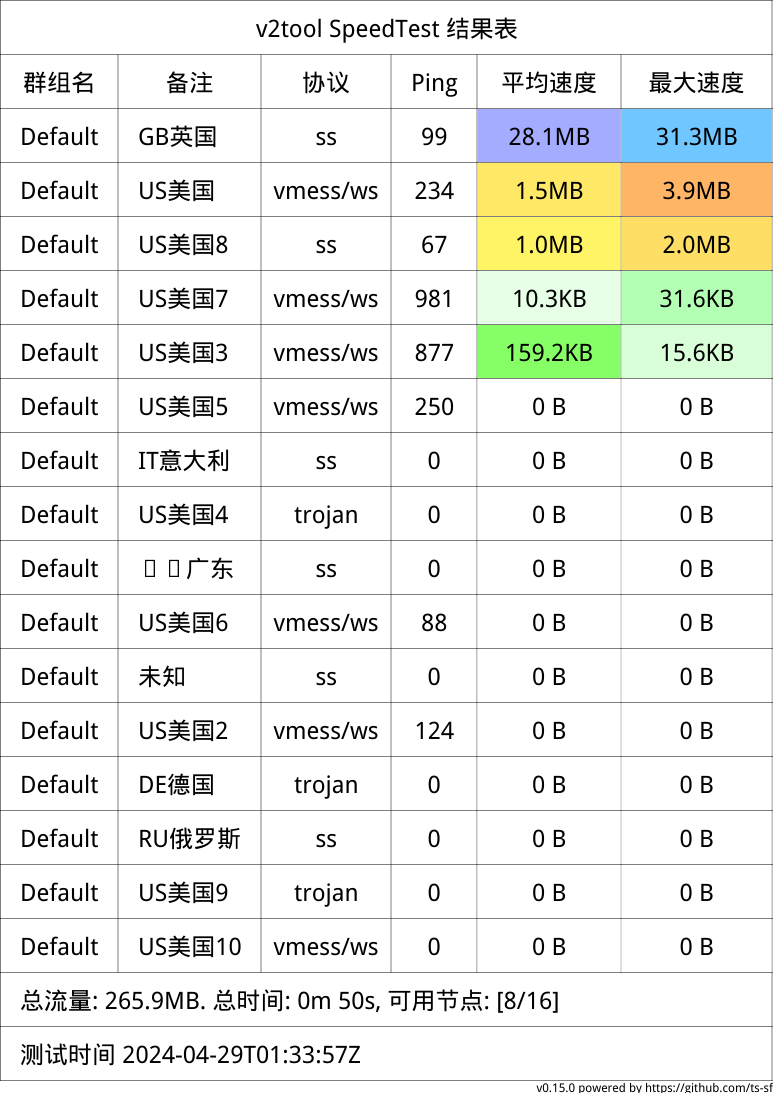 v2tool SpeedTest 结果表
群组名 备注 协议 Ping 平均速度 最大速度
Default GB英国 ss 99 28.1MB 31.3MB
Default US美国 vmess/ws 234 1.5MB 3.9MB
Default US美国8 ss 67 1.0MB 2.0MB
Default US美国7 vmess/ws 981 10.3KB 31.6KB
Default US美国3 vmess/ws 877 159.2KB 15.6KB
Default US美国5 vmess/ws 250 0 B 0 B
Default IT意大利 ss 0 0 B 0 B
Default US美国4 trojan 0 0 B 0 B
Default 广东 ss 0 0 B 0 B
Default US美国6 vmess/ws 88 0 B 0 B
Default 未知 ss 0 0 B 0 B
Default US美国2 vmess/ws 124 0 B 0 B
Default DE德国 trojan 0 0 B 0 B
Default RU俄罗斯 ss 0 0 B 0 B
Default US美国9 trojan 0 0 B 0 B
Default US美国10 vmess/ws 0 0 B 0 B
总流量: 265.9MB. 总时间: 0m 50s, 可用节点: [8/16]
测试时间 2024-04-29T01:33:57Z
v0.15.0 powered by https://github.com/ts-sf